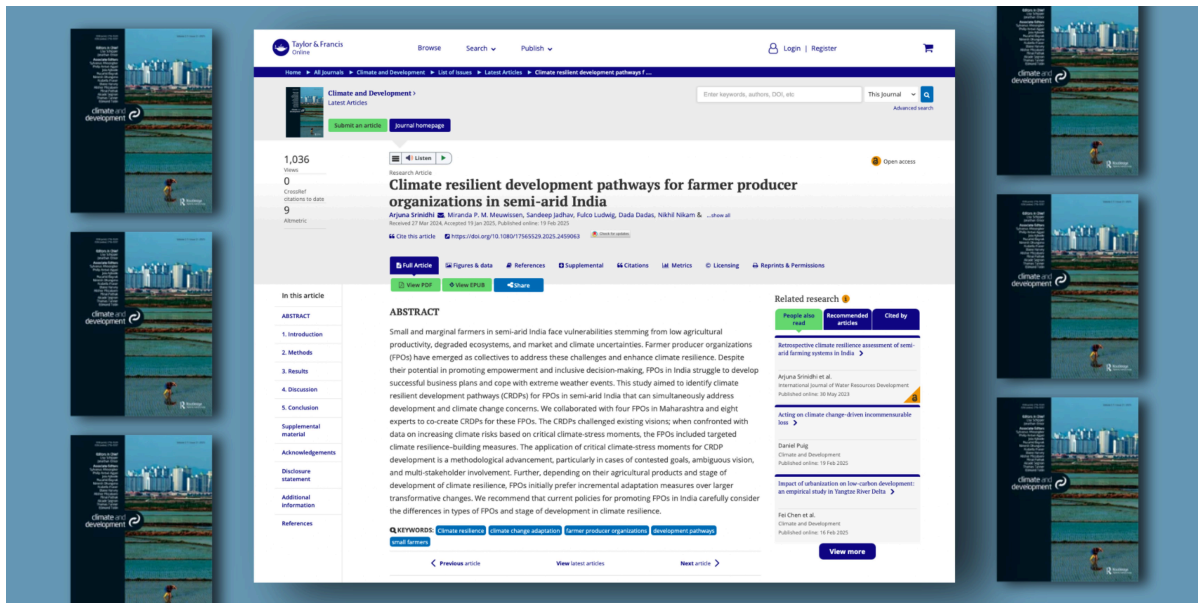 Taylor & Francis
Online
Browse
Search
Publish
Login | Register
Home ▶ All Journals ▶ Climate and Development ▶ List of Issues ▶ Latest Articles ▶ Climate resilient development pathways f ....
Climate and Development >
Latest Articles
Enter keywords, authors, DOI, etc
This Journal
Advanced search
Submit an article
Journal homepage
1,036
Views
0
CrossRef
citations to date
9
Altmetric
Listen
Open access
Research Article
Climate resilient development pathways for farmer producer
organizations in semi-arid India
Arjuna Srinidhi, Miranda P. M. Meuwissen, Sandeep Jadhav, Fulco Ludwig, Dada Dadas, Nikhil Nikam & ...show all
Received 27 Mar 2024, Accepted 19 Jan 2025, Published online: 19 Feb 2025
Cite this article
https://doi.org/10.1080/17565529.2025.2459063
Check for updates
Full Article
Figures & data
References
Supplemental
Citations
Metrics
Licensing
Reprints & Permissions
View PDF
View EPUB
Share
In this article
ABSTRACT
1. Introduction
2. Methods
3. Results
4. Discussion
5. Conclusion
Supplemental
material
Acknowledgements
Disclosure
statement
Additional
information
References
ABSTRACT
Small and marginal farmers in semi-arid India face vulnerabilities stemming from low agricultural
productivity, degraded ecosystems, and market and climate uncertainties. Farmer producer organizations
(FPOs) have emerged as collectives to address these challenges and enhance climate resilience. Despite
their potential in promoting empowerment and inclusive decision-making, FPOs in India struggle to develop
successful business plans and cope with extreme weather events. This study aimed to identify climate
resilient development pathways (CRDPs) for FPOs in semi-arid India that can simultaneously address
development and climate change concerns. We collaborated with four FPOs in Maharashtra and eight
experts to co-create CRDPs for these FPOs. The CRDPs challenged existing visions; when confronted with
data on increasing climate risks based on critical climate-stress moments, the FPOs included targeted
climate resilience–building measures. The application of critical climate-stress moments for CRDP
development is a methodological advancement, particularly in cases of contested goals, ambiguous vision,
and multi-stakeholder involvement. Further, depending on their agricultural products and stage of
development of climate resilience, FPOs initially prefer incremental adaptation measures over larger
transformative changes. We recommend that current policies for promoting FPOs in India carefully consider
the differences in types of FPOs and stage of development in climate resilience.
KEYWORDS: Climate resilience climate change adaptation farmer producer organizations development pathways
small farmers
Previous article
View latest articles
Next article
Related research
People also
read
Recommended
articles
Cited by
Retrospective climate resilience assessment of semi-
arid farming systems in India
Arjuna Srinidhi et al.
International Journal of Water Resources Development
Published online: 30 May 2023
Acting on climate change-driven incommensurable
loss
Daniel Puig
Climate and Development
Published online: 19 Feb 2025
Impact of urbanization on low-carbon development:
an empirical study in Yangtze River Delta
Fei Chen et al.
Climate and Development
Published online: 16 Feb 2025
View more
climate and
development
Routledge
climate and
development
Routledge
climate and
development
climate and
development
Routledge
climate and
development
Routledge
climate and
development
Routledge